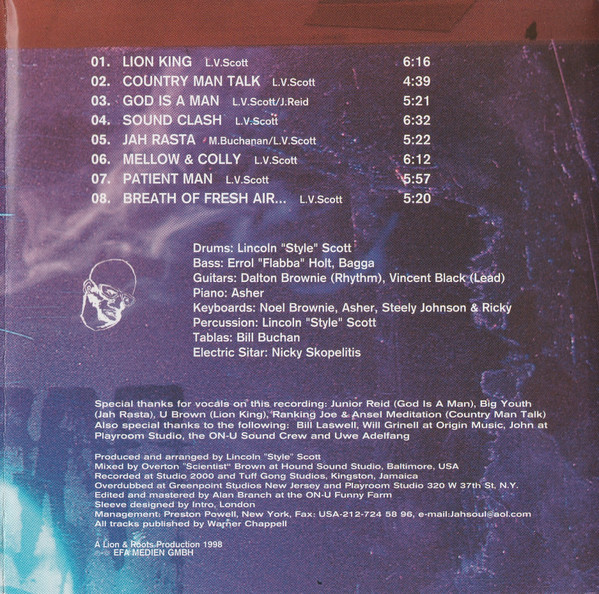 01. LION KING L.V.Scott 6:16
02. COUNTRY MAN TALK L.V.Scott 4:39
03. GOD IS A MAN L.V.Scott/J.Reid 5:21
04. SOUND CLASH L.V.Scott 6:32
05. JAH RASTA M.Buchanan/L.V.Scott 5:22
06. MELLOW & COLLY L.V.Scott 6:12
07. PATIENT MAN L.V.Scott 5:57
08. BREATH OF FRESH AIR... L.V.Scott 5:20
Drums: Lincoln "Style" Scott
Bass: Errol "Flabba" Holt, Bagga
Guitars: Dalton Brownie (Rhythm), Vincent Black (Lead)
Piano: Asher
Keyboards: Noel Brownie, Asher, Steely Johnson & Ricky
Percussion: Lincoln "Style" Scott
Tablas: Bill Buchan
Electric Sitar: Nicky Skopelitis
Special thanks for vocals on this recording: Junior Reid (God Is A Man), Big Youth
(Jah Rasta), U Brown (Lion King), Ranking Joe & Ansel Meditation (Country Man Talk)
Also special thanks to the following: Bill Laswell, Will Grinell at Origin Music, John at
Playroom Studio, the ON-U Sound Crew and Uwe Adelfang
Produced and arranged by Lincoln "Style" Scott
Mixed by Overton "Scientist" Brown at Hound Sound Studio, Baltimore, USA
Recorded at Studio 2000 and Tuff Gong Studios, Kingston, Jamaica
Overdubbed at Greenpoint Studios New Jersey and Playroom Studio 320 W 37th St, N.Y.
Edited and mastered by Alan Branch at the ON-U Funny Farm
Sleeve designed by Intro, London
Management: Preston Powell, New York, Fax: USA-212-724 58 96, e-mail:Jahsoul@aol.com
All tracks published by Warner Chappell
A Lion & Roots Production 1998
℗+© EFA MEDIEN GMBH